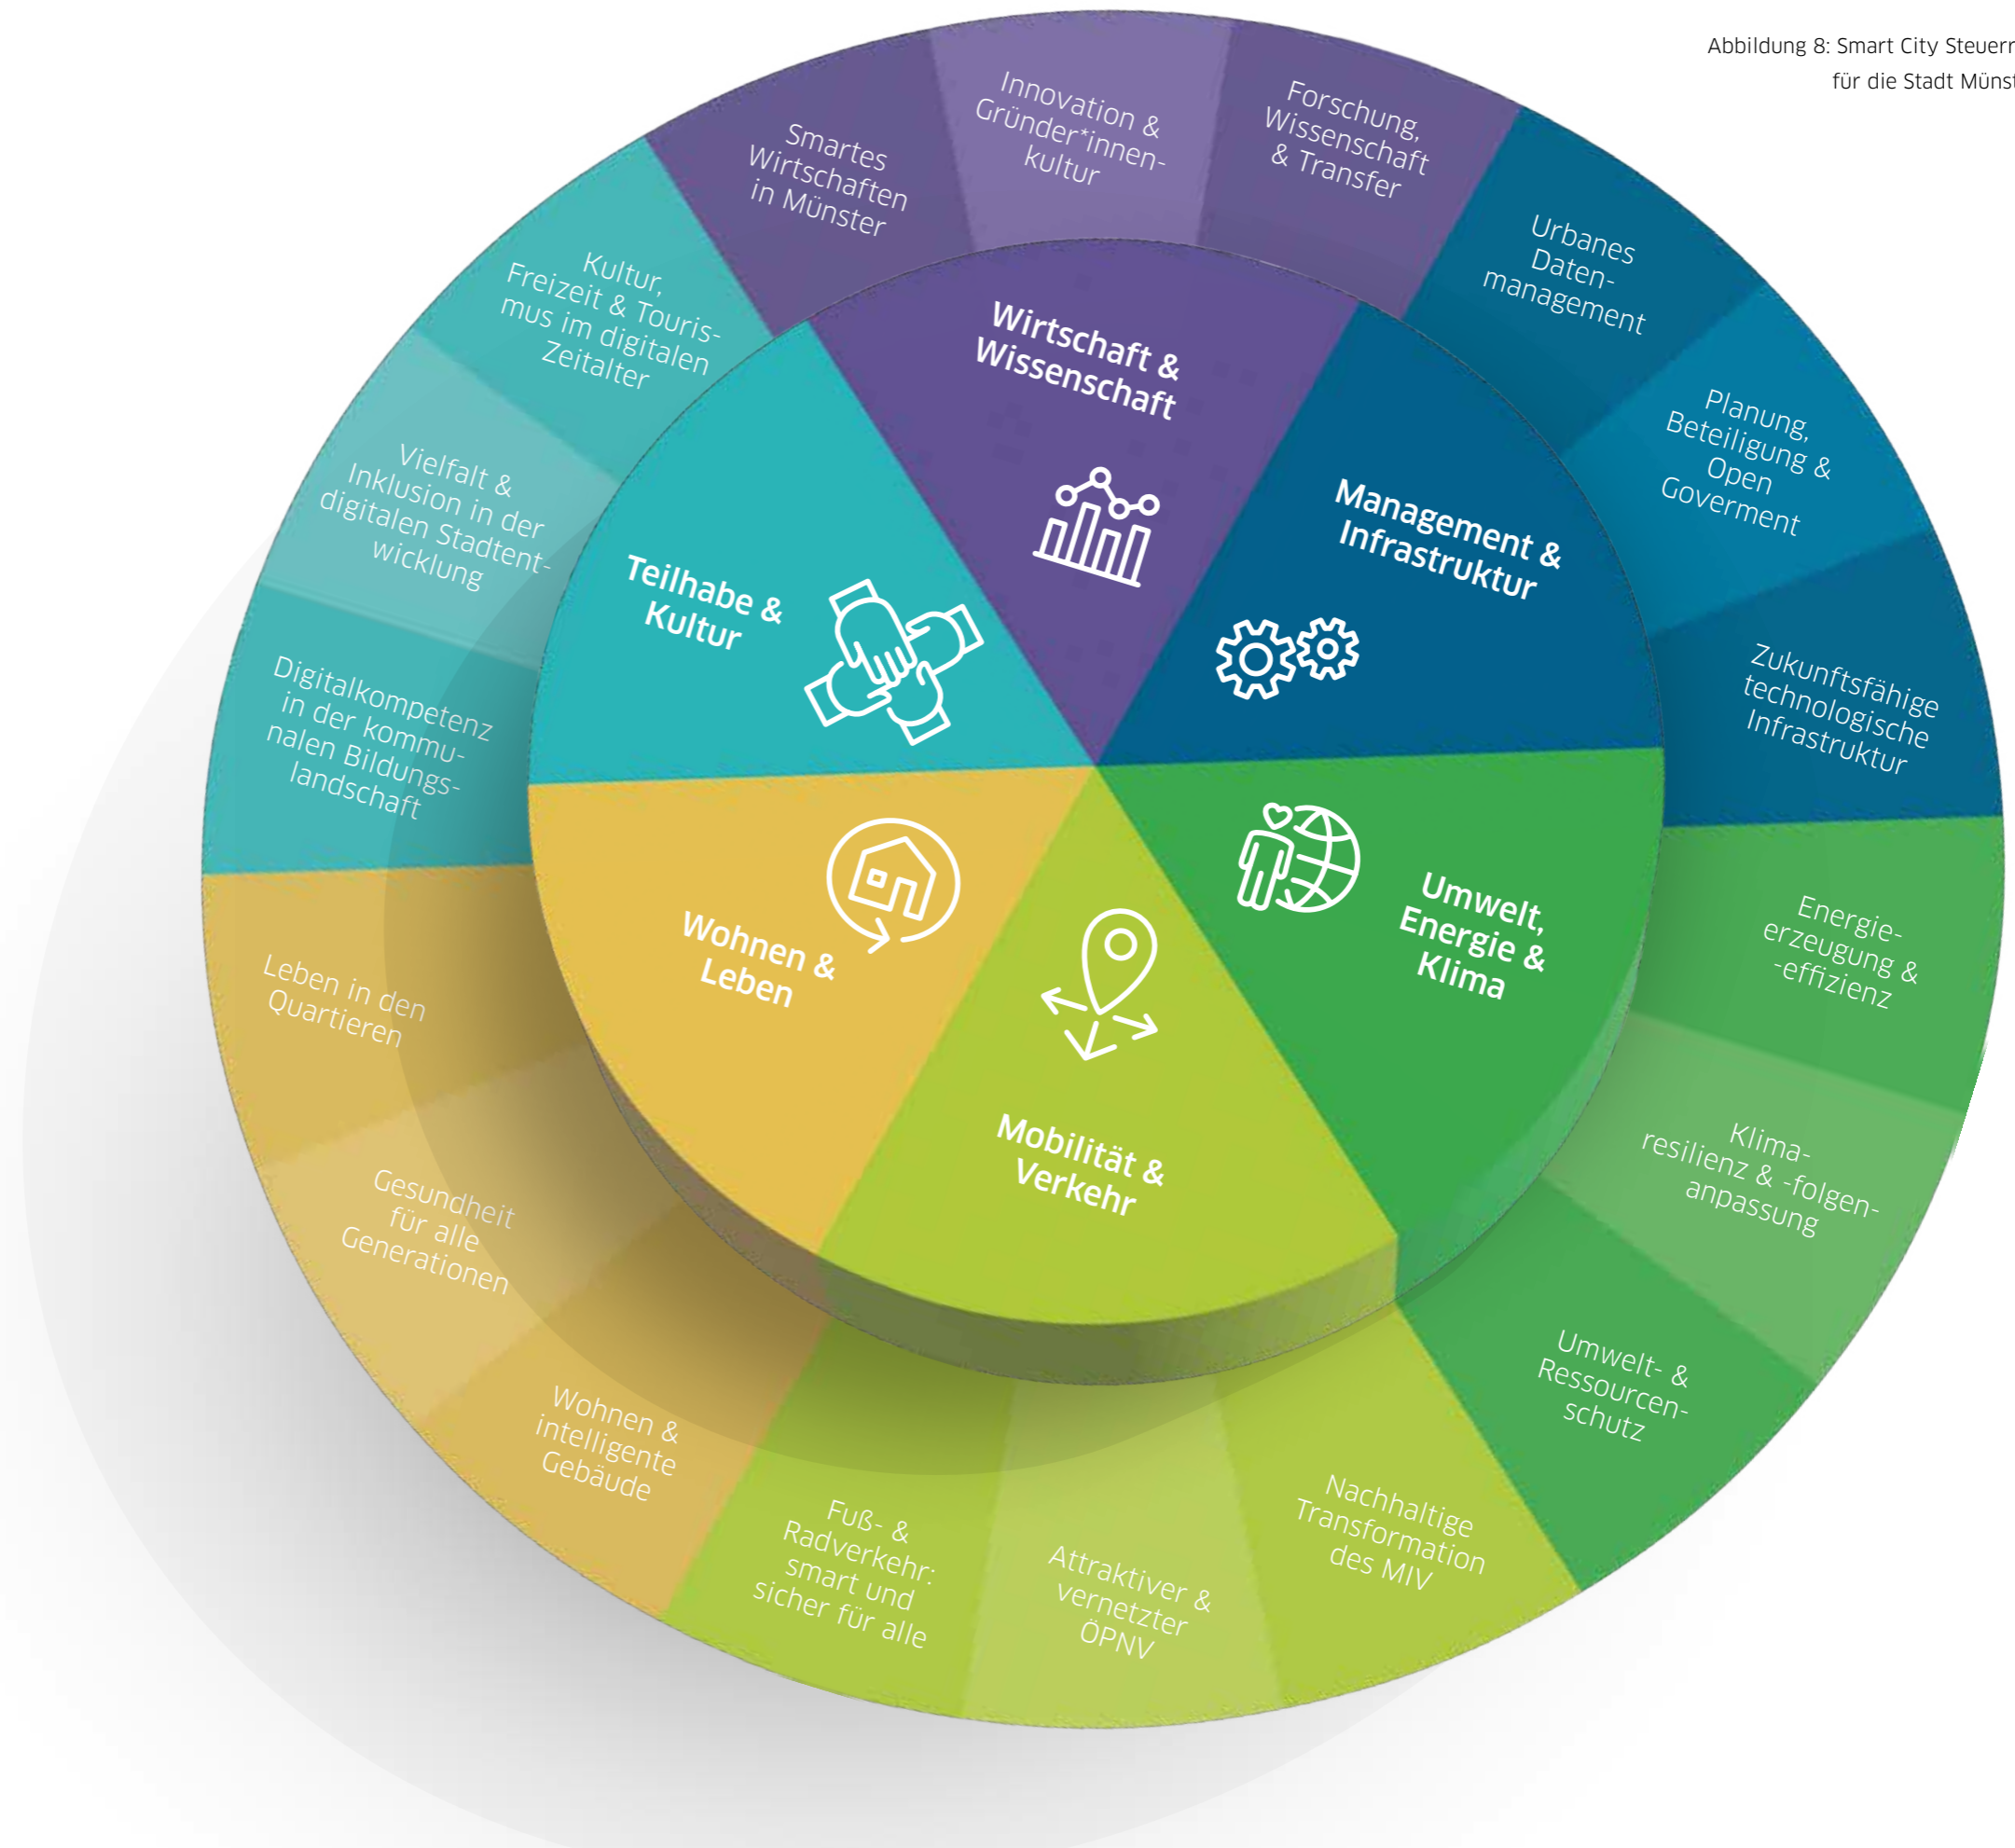 Abbildung 8: Smart City Steuerr
für die Stadt Münst
Wirtschaft &
Wissenschaft
Smartes
Wirtschaften
in Münster
Innovation &
Gründer*innen-
kultur
Forschung,
Wissenschaft
& Transfer
Management &
Infrastruktur
Urbanes
Daten-
management
Planung,
Beteiligung &
Open
Goverment
Zukunftsfähige
technologische
Infrastruktur
Umwelt,
Energie &
Klima
Energie-
erzeugung &
-effizienz
Klima-
resilienz & -folgen-
anpassung
Umwelt- &
Ressourcen-
schutz
Mobilität &
Verkehr
Nachhaltige
Transformation
des MIV
Attraktiver &
vernetzter
ÖPNV
Fuß- &
Radverkehr:
smart und
sicher für alle
Wohnen &
Leben
Wohnen &
intelligente
Gebäude
Gesundheit
für alle
Generationen
Leben in den
Quartieren
Teilhabe &
Kultur
Digitalkompetenz
in der kommu-
nalen Bildungs-
landschaft
Vielfalt &
Inklusion in der
digitalen Stadtent-
wicklung
Kultur,
Freizeit & Touris-
mus im digitalen
Zeitalter